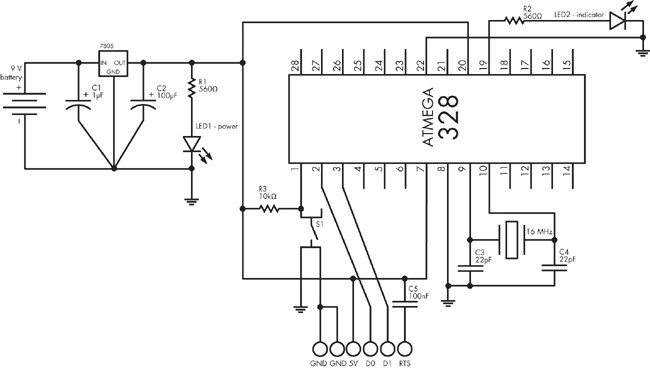 9 V
battery
+
7805
IN OUT
GND
+ C1
1µF
+ C2
100µF
R1
560Ω
LED1 - power
R2
560Ω
LED2 - indicator
28 27 26 25 24 23 22 21 20 19 18 17 16 15
ATMEGA
328
1 2 3 4 5 6 7 8 9 10 11 12 13 14
R3
10kΩ
S1
16 MHz
C3
22pF
C4
22pF
C5
100nF
GND GND 5V D0 D1 RTS